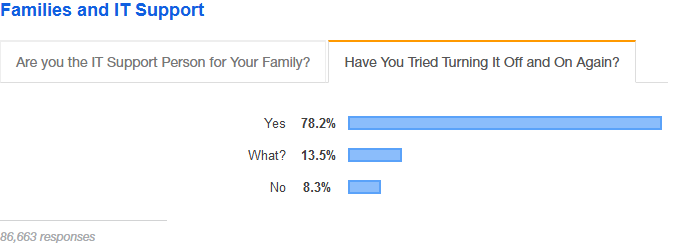 Families and IT Support
Are you the IT Support Person for Your Family?
Have You Tried Turning It Off and On Again?
Yes 78.2%
What? 13.5%
No 8.3%
86,663 responses